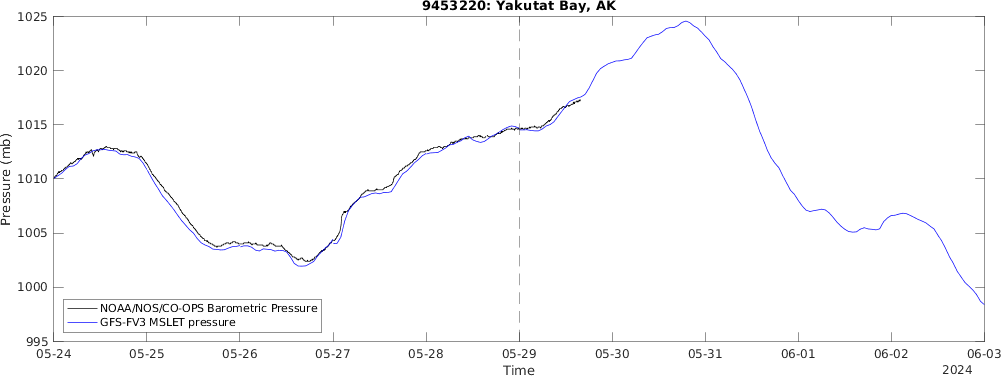 9453220: Yakutat Bay, AK
Pressure (mb)
1025
1020
1015
1010
1005
1000
995
NOAA/NOS/CO-OPS Barometric Pressure
GFS-FV3 MSLET pressure
05-24 05-25 05-26 05-27 05-28 05-29 05-30 05-31 06-01 06-02 06-03
Time
2024